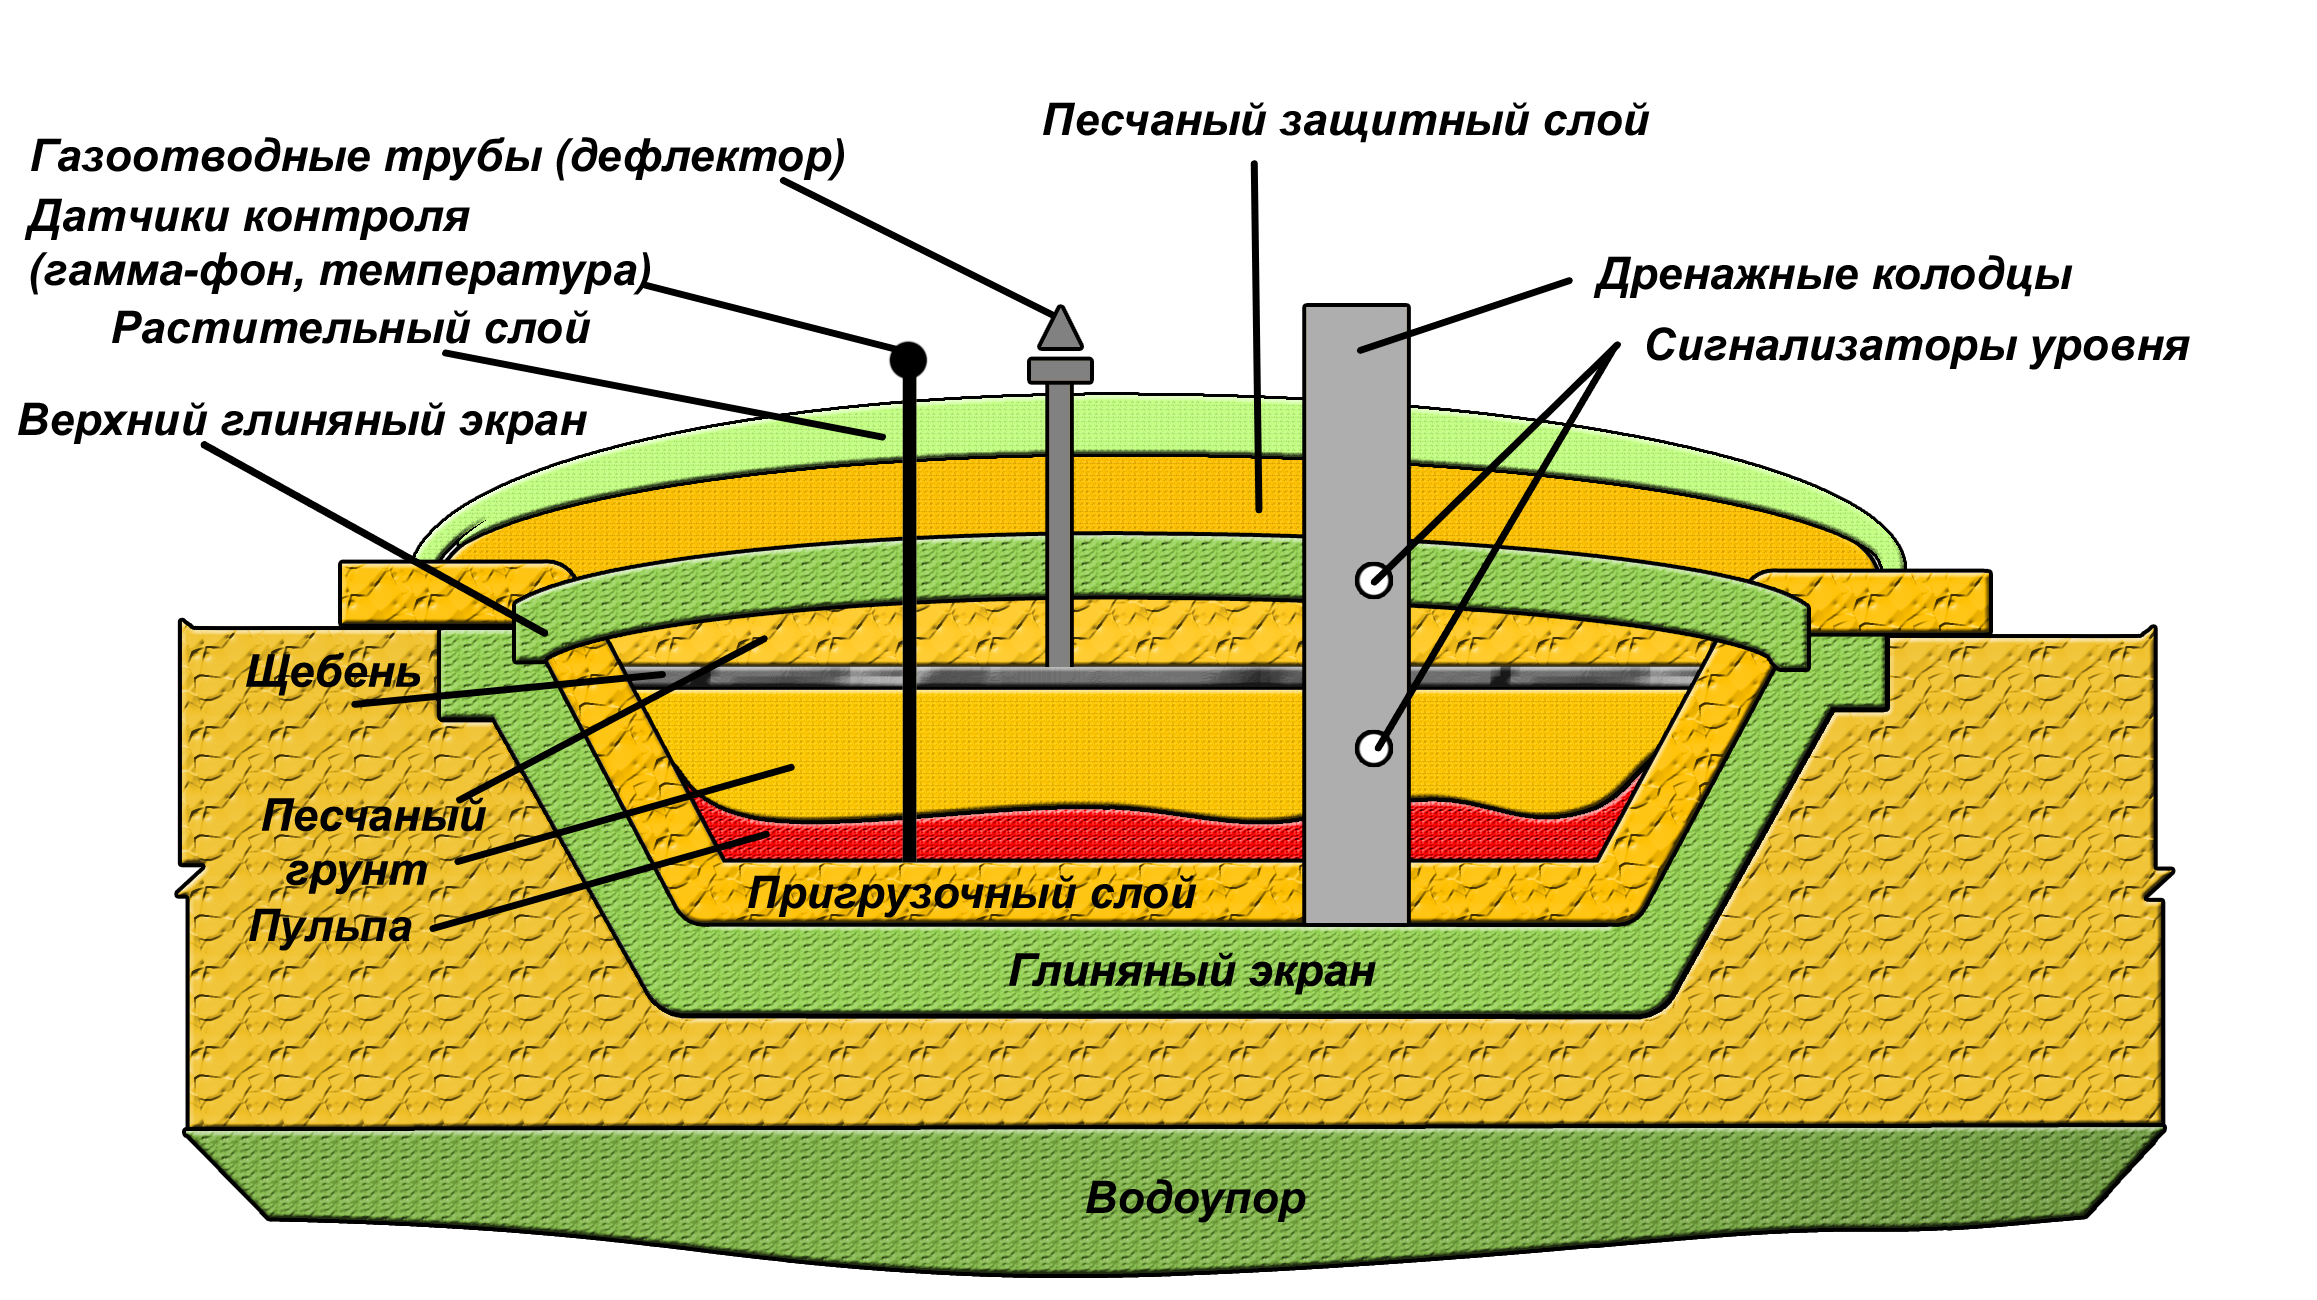 Песчаный защитный слой
Газоотводные трубы (дефлектор)
Датчики контроля
(гамма-фон, температура)
Растительный слой
Верхний глиняный экран
Дренажные колодцы
Сигнализаторы уровня
Щебень
Песчаный
грунт
Пульпа
Пригрузочный слой
Глиняный экран
Водоупор